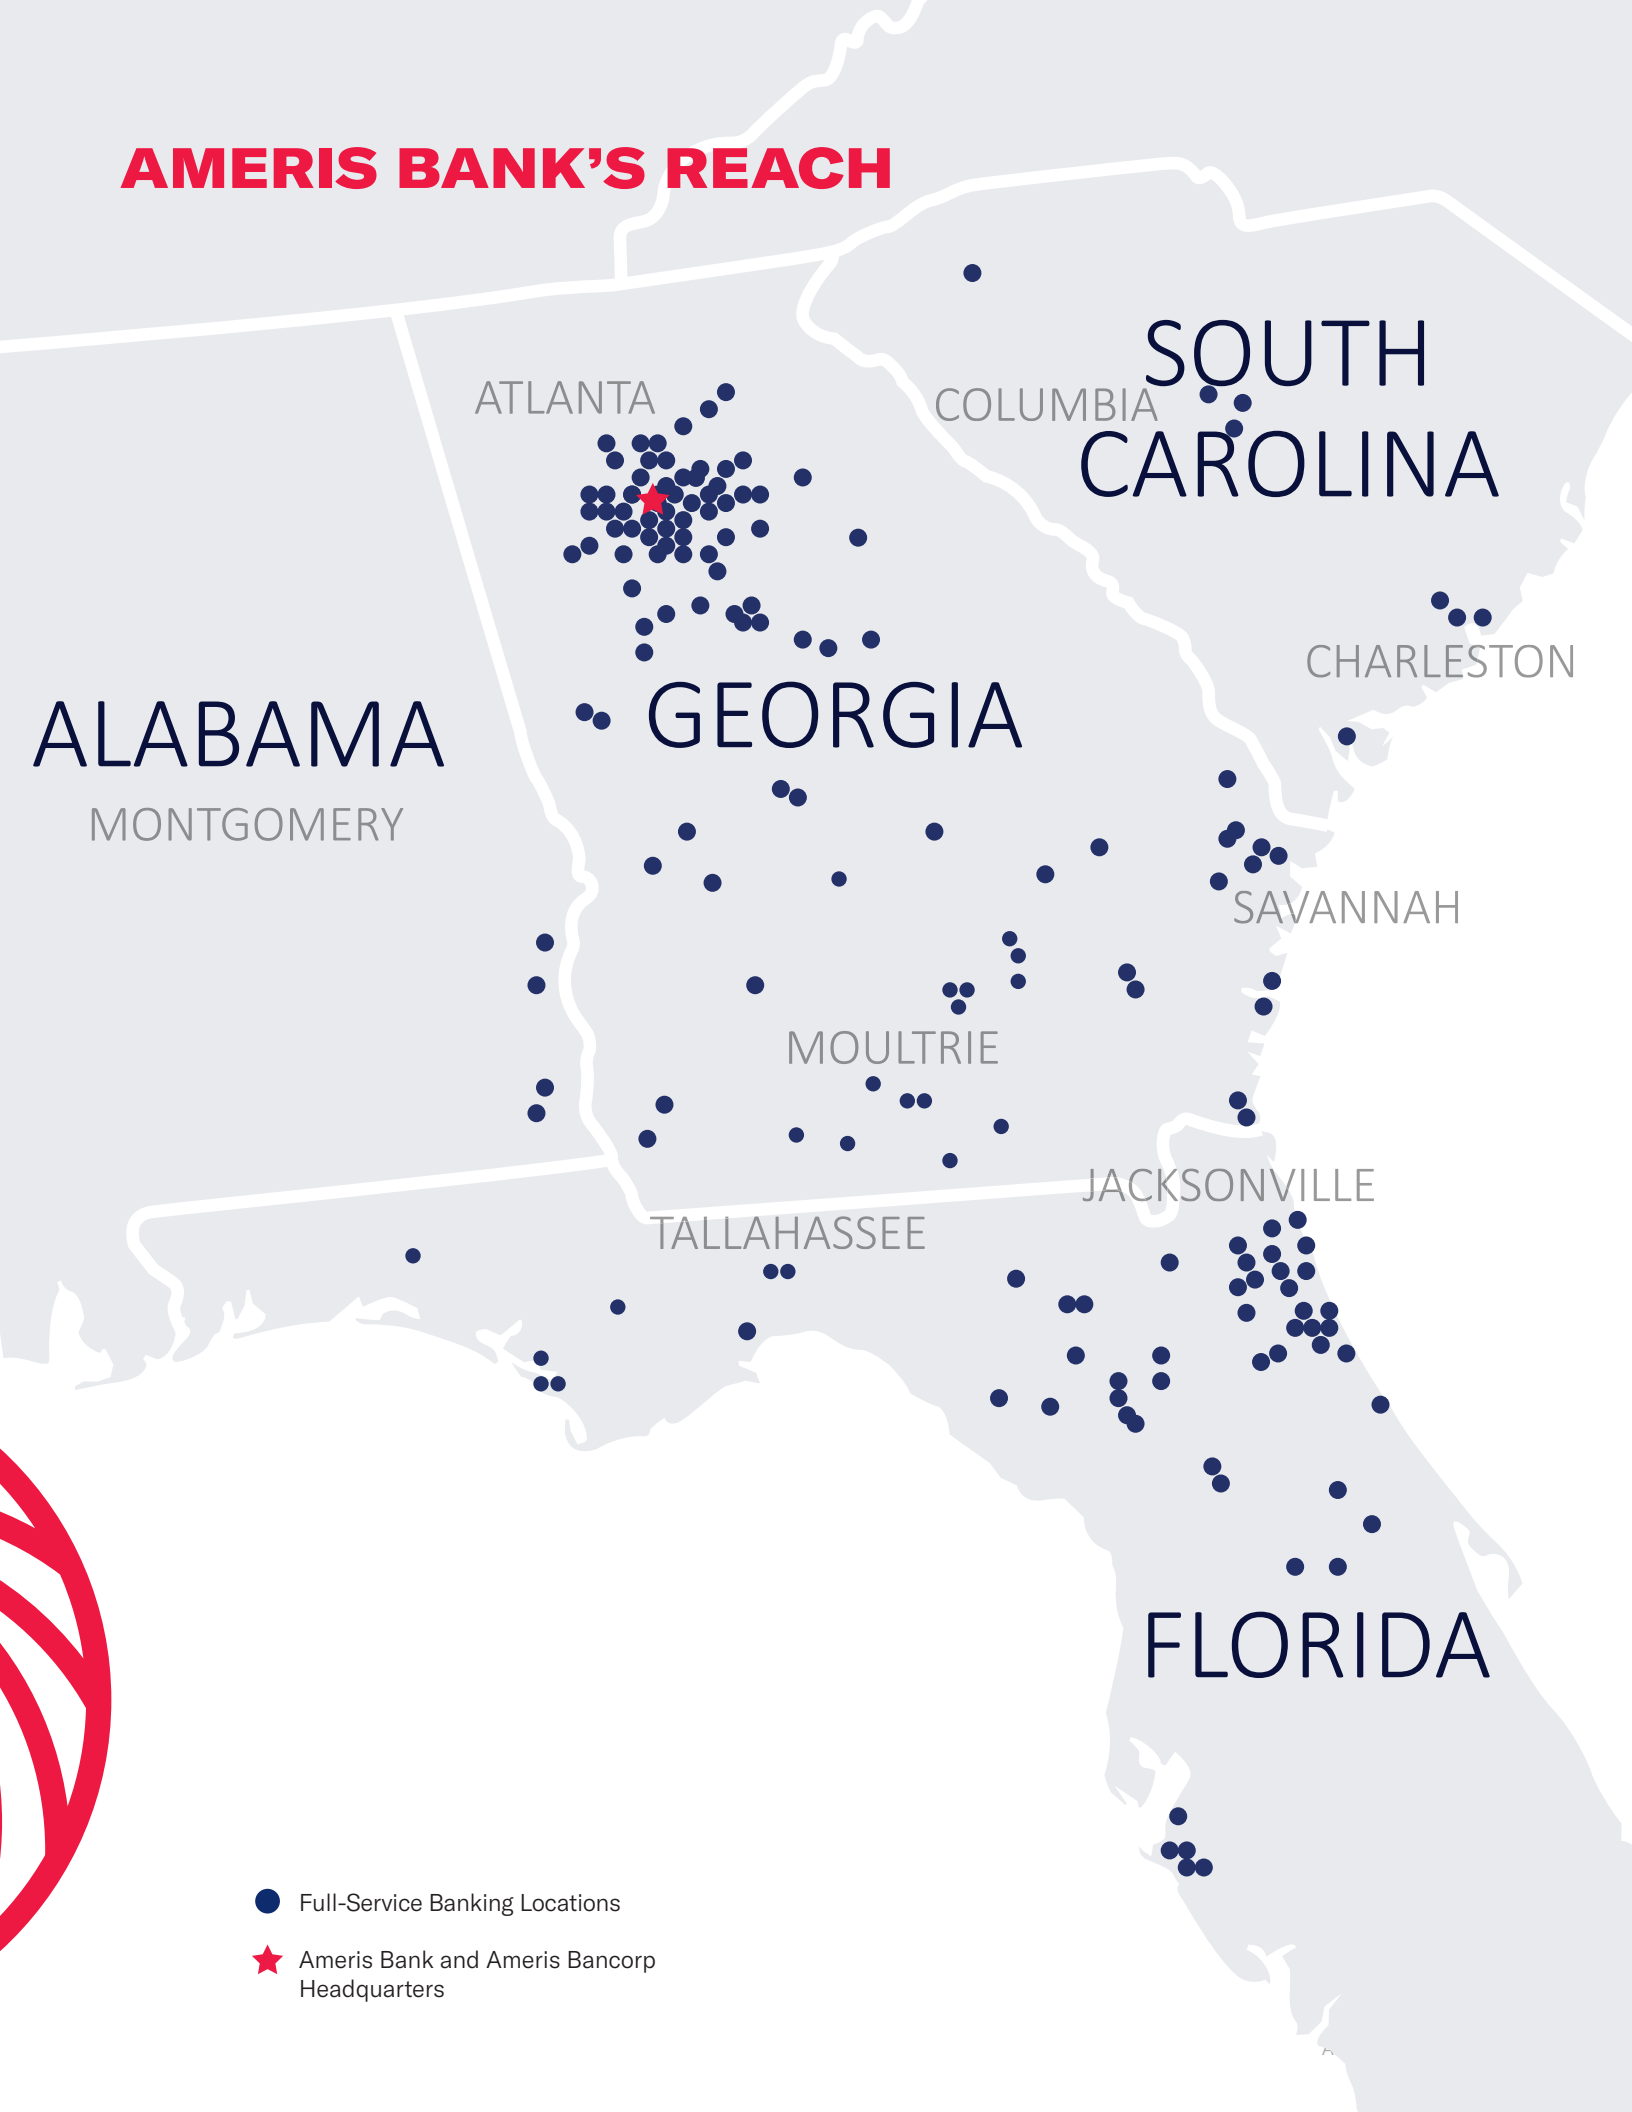 AMERIS BANK’S REACH
SOUTH
CAROLINA
ATLANTA
COLUMBIA
CHARLESTON
GEORGIA
ALABAMA
MONTGOMERY
SAVANNAH
MOULTRIE
JACKSONVILLE
TALLAHASSEE
FLORIDA
Full-Service Banking Locations
Ameris Bank and Ameris Bancorp
Headquarters